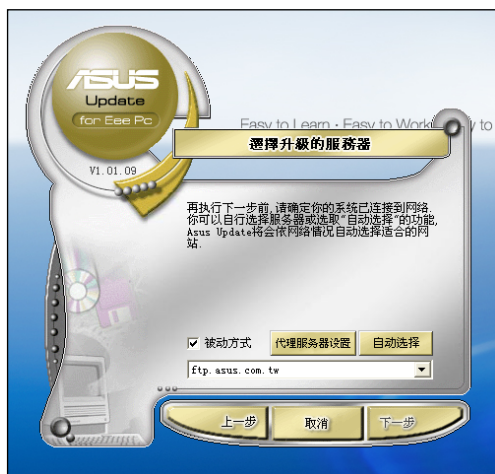 ASUS
Update
for Eee Pc
Easy to Learn · Easy to Work
y to
V1.01.09
選擇升級的服務器
再执行下一步前,请确定你的系统已连接到网络.
你可以自行选择服务器或选取"自动选择"的功能,
Asus Update将会依网络情况自动选择适合的网
站.
被动方式
代理服务器设置
自动选择
ftp.asus.com.tw
上一步
取消
下一步